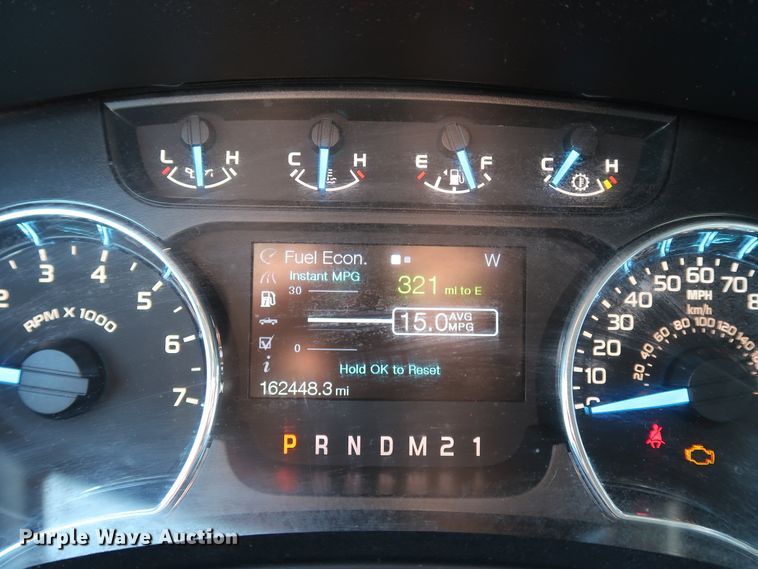 L H C H E F C H
Fuel Econ. W
Instant MPG
321 mi to E
30
15.0 AVG MPG
0
Hold OK to Reset
i
162448.3 mi
P R N D M 2 1
2 3 4 5 6 7
RPM X 1000
0 10 20 30 40 50 60 70
MPH
km/h
20 40 60 80 100 120 140
Purple Wave Auction